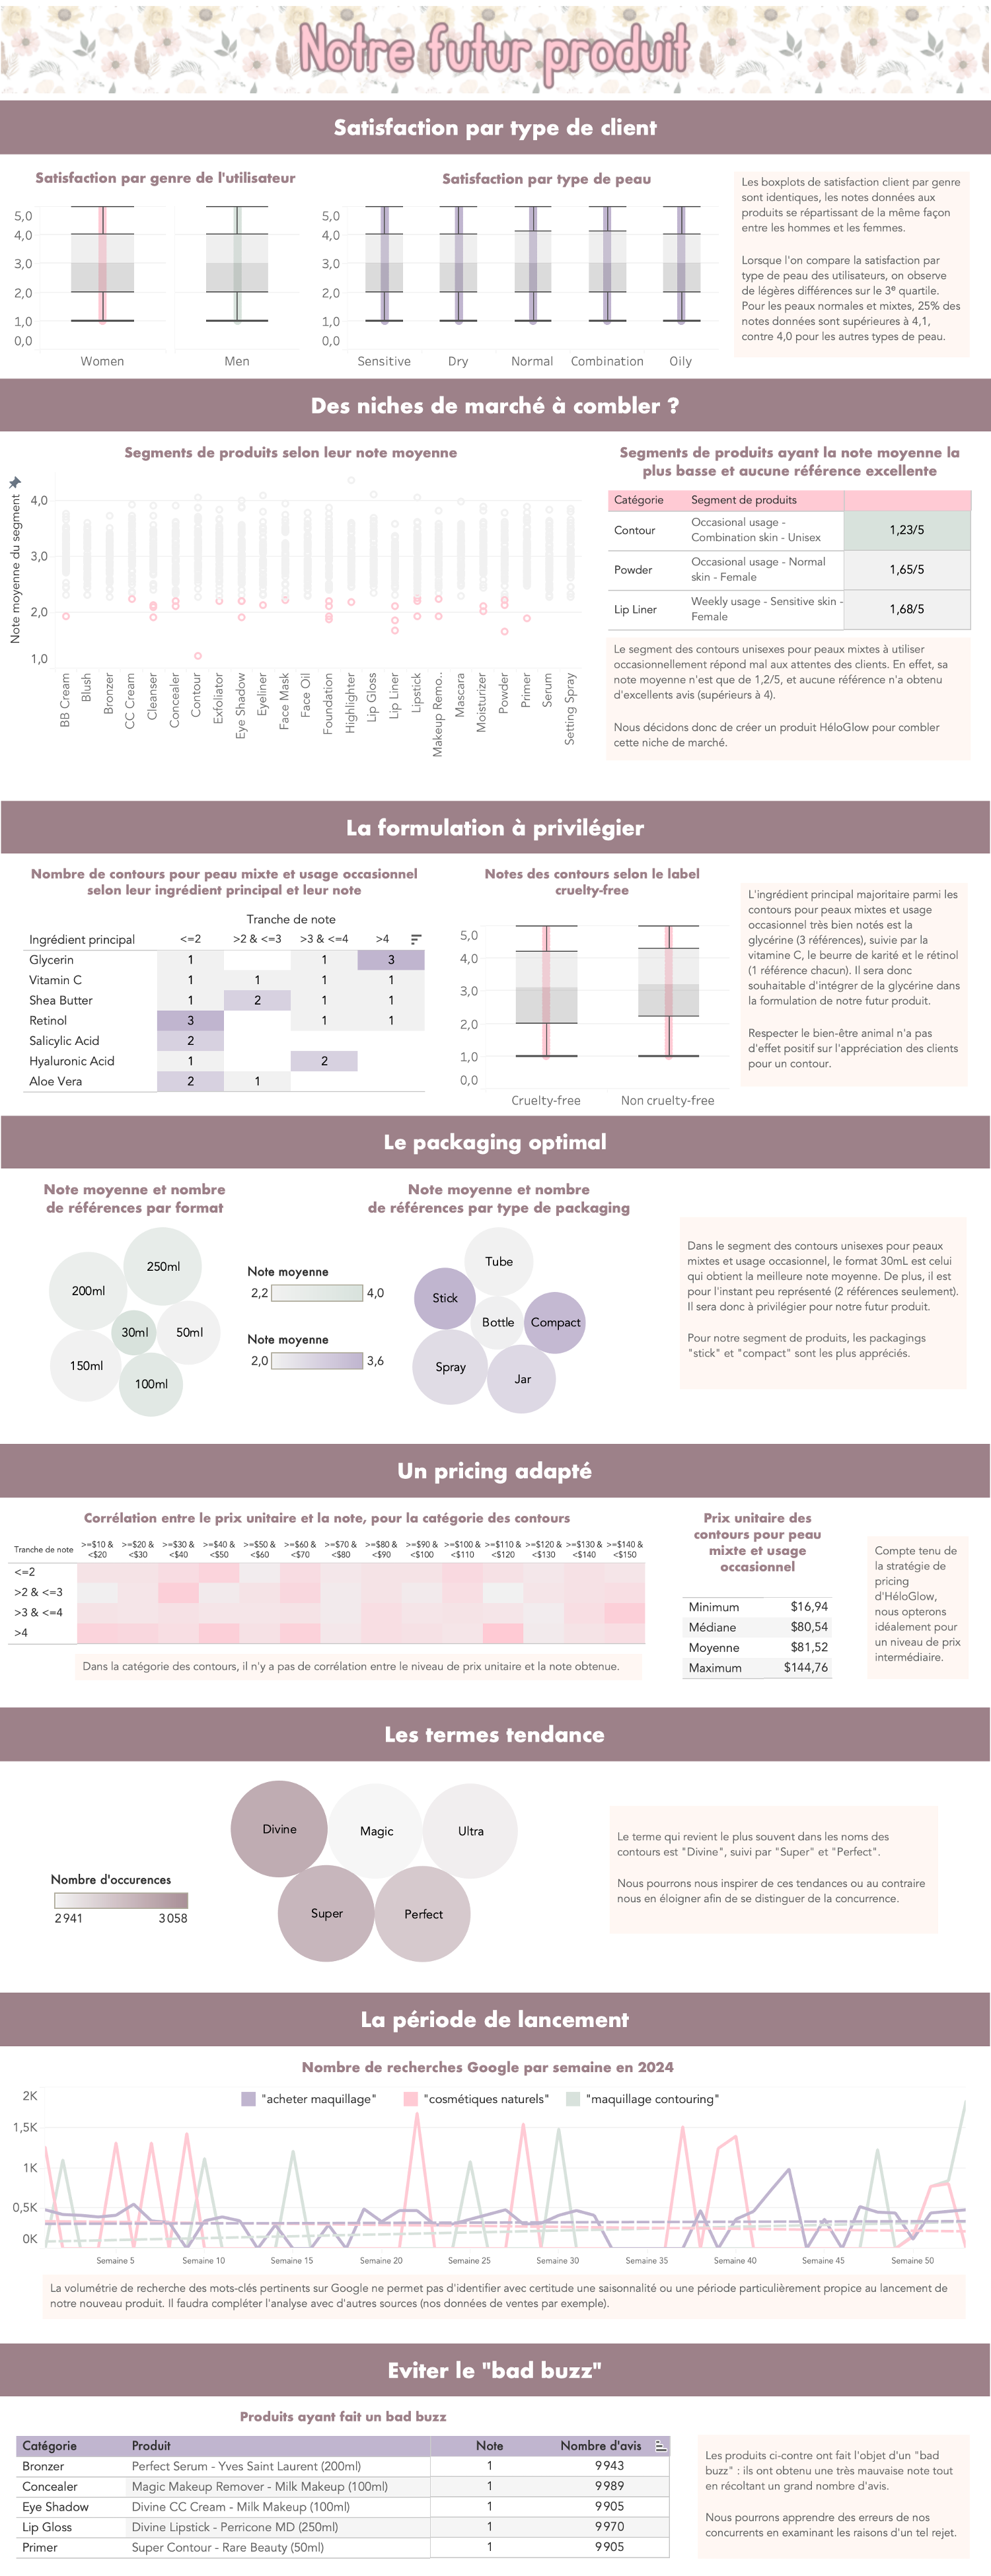 Notre futur produit
Satisfaction par type de client
Satisfaction par genre de l'utilisateur
5,0
4,0
3,0
2,0
1,0
0,0
Women
Men
Satisfaction par type de peau
5,0
4,0
3,0
2,0
1,0
0,0
Sensitive
Dry
Normal
Combination
Oily
Les boxplots de satisfaction client par genre
sont identiques, les notes données aux
produits se répartissant de la même façon
entre les hommes et les femmes.
Lorsque l'on compare la satisfaction par
type de peau des utilisateurs, on observe
de légères différences sur le 3ᵉ quartile.
Pour les peaux normales et mixtes, 25% des
notes données sont supérieures à 4,1,
contre 4,0 pour les autres types de peau.
Des niches de marché à combler ?
Segments de produits selon leur note moyenne
Note moyenne du segment
4,0
3,0
2,0
1,0
BB Cream
Blush
Bronzer
CC Cream
Cleanser
Concealer
Contour
Exfoliator
Eye Shadow
Eyeliner
Face Mask
Face Oil
Foundation
Highlighter
Lip Gloss
Lip Liner
Lipstick
Makeup Remo..
Mascara
Moisturizer
Powder
Primer
Serum
Setting Spray
Segments de produits ayant la note moyenne la
plus basse et aucune référence excellente
Catégorie Segment de produits
Contour Occasional usage -
Combination skin - Unisex 1,23/5
Powder Occasional usage - Normal
skin - Female 1,65/5
Lip Liner Weekly usage - Sensitive skin -
Female 1,68/5
Le segment des contours unisexes pour peaux mixtes à utiliser
occasionnellement répond mal aux attentes des clients. En effet, sa
note moyenne n'est que de 1,2/5, et aucune référence n'a obtenu
d'excellents avis (supérieurs à 4).
Nous décidons donc de créer un produit HéloGlow pour combler
cette niche de marché.
La formulation à privilégier
Nombre de contours pour peau mixte et usage occasionnel
selon leur ingrédient principal et leur note
Tranche de note
Ingrédient principal <=2 >2 & <=3 >3 & <=4 >4
Glycerin 1 1 3
Vitamin C 1 1 1 1
Shea Butter 1 2 1 1
Retinol 3 1 1
Salicylic Acid 2
Hyaluronic Acid 1 2
Aloe Vera 2 1
Notes des contours selon le label
cruelty-free
5,0
4,0
3,0
2,0
1,0
0,0
Cruelty-free
Non cruelty-free
L'ingrédient principal majoritaire parmi les
contours pour peaux mixtes et usage
occasionnel très bien notés est la
glycérine (3 références), suivie par la
vitamine C, le beurre de karité et le rétinol
(1 référence chacun). Il sera donc
souhaitable d'intégrer de la glycérine dans
la formulation de notre futur produit.
Respecter le bien-être animal n'a pas
d'effet positif sur l'appréciation des clients
pour un contour.
Le packaging optimal
Note moyenne et nombre
de références par format
250ml
200ml
30ml
50ml
150ml
100ml
Note moyenne
2,2 4,0
Note moyenne
2,0 3,6
Note moyenne et nombre
de références par type de packaging
Tube
Stick
Bottle
Compact
Spray
Jar
Dans le segment des contours unisexes pour peaux
mixtes et usage occasionnel, le format 30mL est celui
qui obtient la meilleure note moyenne. De plus, il est
pour l'instant peu représenté (2 références seulement).
Il sera donc à privilégier pour notre futur produit.
Pour notre segment de produits, les packagings
"stick" et "compact" sont les plus appréciés.
Un pricing adapté
Corrélation entre le prix unitaire et la note, pour la catégorie des contours
Tranche de note >=$10 & <$20 >=$20 & <$30 >=$30 & <$40 >=$40 & <$50 >=$50 & <$60 >=$60 & <$70 >=$70 & <$80 >=$80 & <$90 >=$90 & <$100 >=$100 & <$110 >=$110 & <$120 >=$120 & <$130 >=$130 & <$140 >=$140 & <$150
<=2
>2 & <=3
>3 & <=4
>4
Dans la catégorie des contours, il n'y a pas de corrélation entre le niveau de prix unitaire et la note obtenue.
Prix unitaire des
contours pour peau
mixte et usage
occasionnel
Minimum $16,94
Médiane $80,54
Moyenne $81,52
Maximum $144,76
Compte tenu de
la stratégie de
pricing
d'HéloGlow,
nous opterons
idéalement pour
un niveau de prix
intermédiaire.
Les termes tendance
Nombre d'occurences
2 941 3 058
Divine
Magic
Ultra
Super
Perfect
Le terme qui revient le plus souvent dans les noms des
contours est "Divine", suivi par "Super" et "Perfect".
Nous pourrons nous inspirer de ces tendances ou au contraire
nous en éloigner afin de se distinguer de la concurrence.
La période de lancement
Nombre de recherches Google par semaine en 2024
"acheter maquillage" "cosmétiques naturels" "maquillage contouring"
2K
1,5K
1K
0,5K
0K
Semaine 5
Semaine 10
Semaine 15
Semaine 20
Semaine 25
Semaine 30
Semaine 35
Semaine 40
Semaine 45
Semaine 50
La volumétrie de recherche des mots-clés pertinents sur Google ne permet pas d'identifier avec certitude une saisonnalité ou une période particulièrement propice au lancement de
notre nouveau produit. Il faudra compléter l'analyse avec d'autres sources (nos données de ventes par exemple).
Eviter le "bad buzz"
Produits ayant fait un bad buzz
Catégorie Produit Note Nombre d'avis
Bronzer Perfect Serum - Yves Saint Laurent (200ml) 1 9 943
Concealer Magic Makeup Remover - Milk Makeup (100ml) 1 9 989
Eye Shadow Divine CC Cream - Milk Makeup (100ml) 1 9 905
Lip Gloss Divine Lipstick - Perricone MD (250ml) 1 9 970
Primer Super Contour - Rare Beauty (50ml) 1 9 905
Les produits ci-contre ont fait l'objet d'un "bad
buzz" : ils ont obtenu une très mauvaise note tout
en récoltant un grand nombre d'avis.
Nous pourrons apprendre des erreurs de nos
concurrents en examinant les raisons d'un tel rejet.